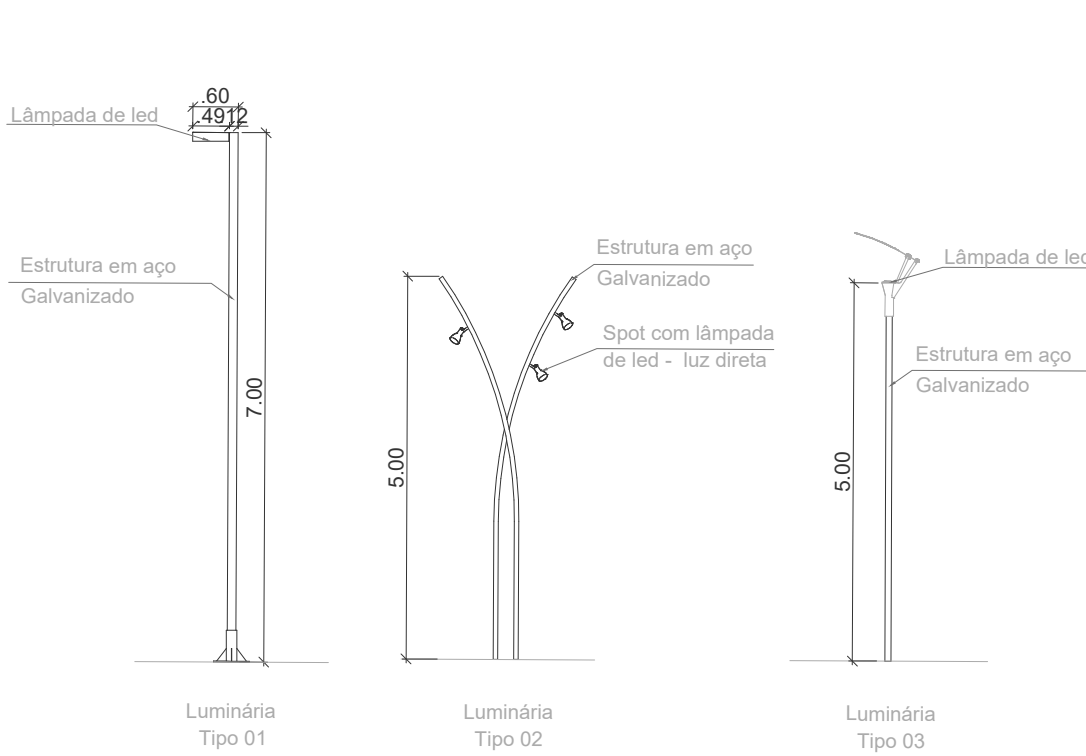 .60
.4912
Lâmpada de led
Estrutura em aço
Galvanizado
7.00
Luminária
Tipo 01
5.00
Estrutura em aço
Galvanizado
Spot com lâmpada
de led - luz direta
Luminária
Tipo 02
5.00
Lâmpada de led
Estrutura em aço
Galvanizado
Luminária
Tipo 03